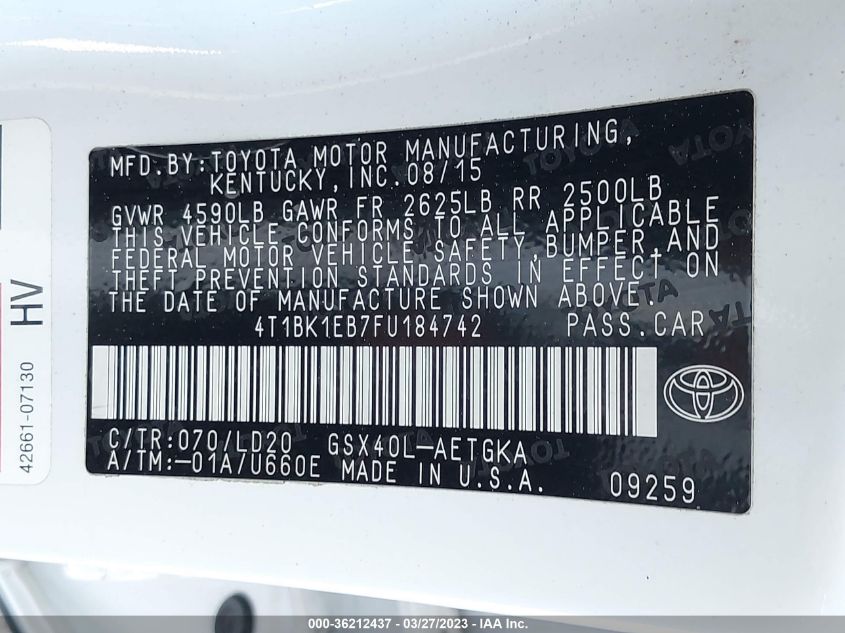 MFD.BY:TOYOTA MOTOR MANUFACTURING,
KENTUCKY,INC.08/15
GVWR 4590LB GAWR FR 2625LB RR 2500LB
THIS VEHICLE CONFORMS TO ALL APPLICABLE
FEDERAL MOTOR VEHICLE SAFETY,BUMPER,AND
THEFT PREVENTION STANDARDS IN EFFECT ON
THE DATE OF MANUFACTURE SHOWN ABOVE.
4T1BK1EB7FU184742 PASS.CAR
C/TR:070/LD20 GSX40L-AETGKA
A/TM:-01A/U660E MADE IN U.S.A.
09259
HV
42661-07130
TOYOTA
000-36212437 - 03/27/2023 - IAA Inc.